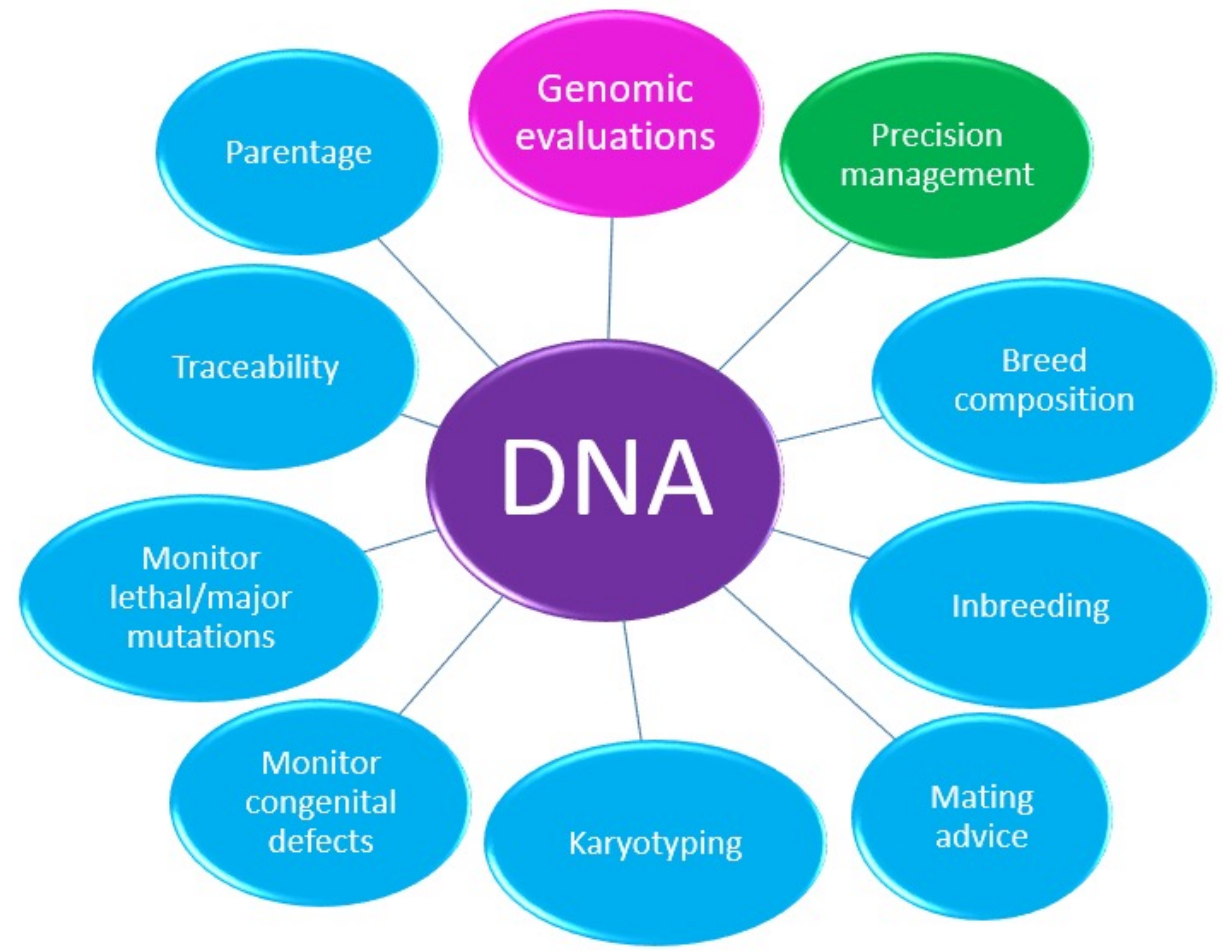 Genomic
evaluations
Parentage
Precision
management
Traceability
Breed
composition
DNA
Monitor
lethal/major
mutations
Inbreeding
Monitor
congenital
defects
Karyotyping
Mating
advice